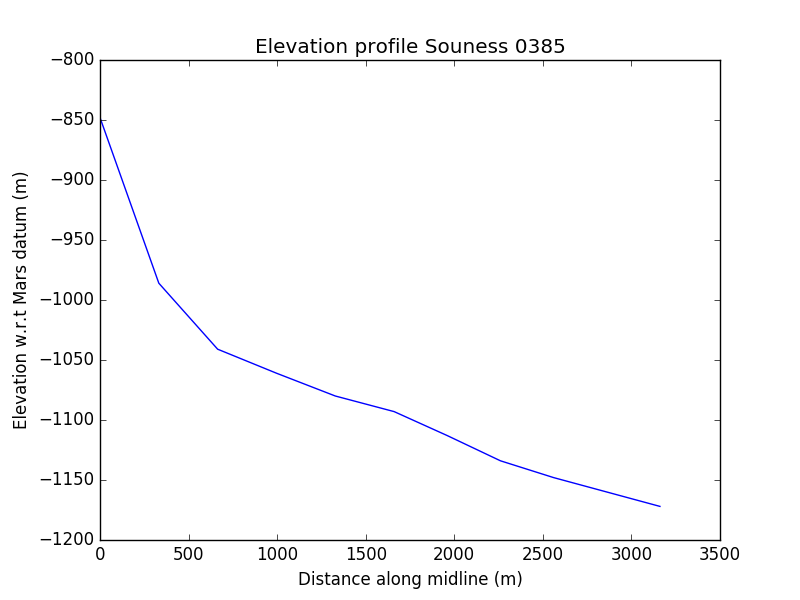 Elevation profile Souness 0385
−800
−850
−900
−950
−1000
−1050
−1100
−1150
−1200
Elevation w.r.t Mars datum (m)
0 500 1000 1500 2000 2500 3000 3500
Distance along midline (m)